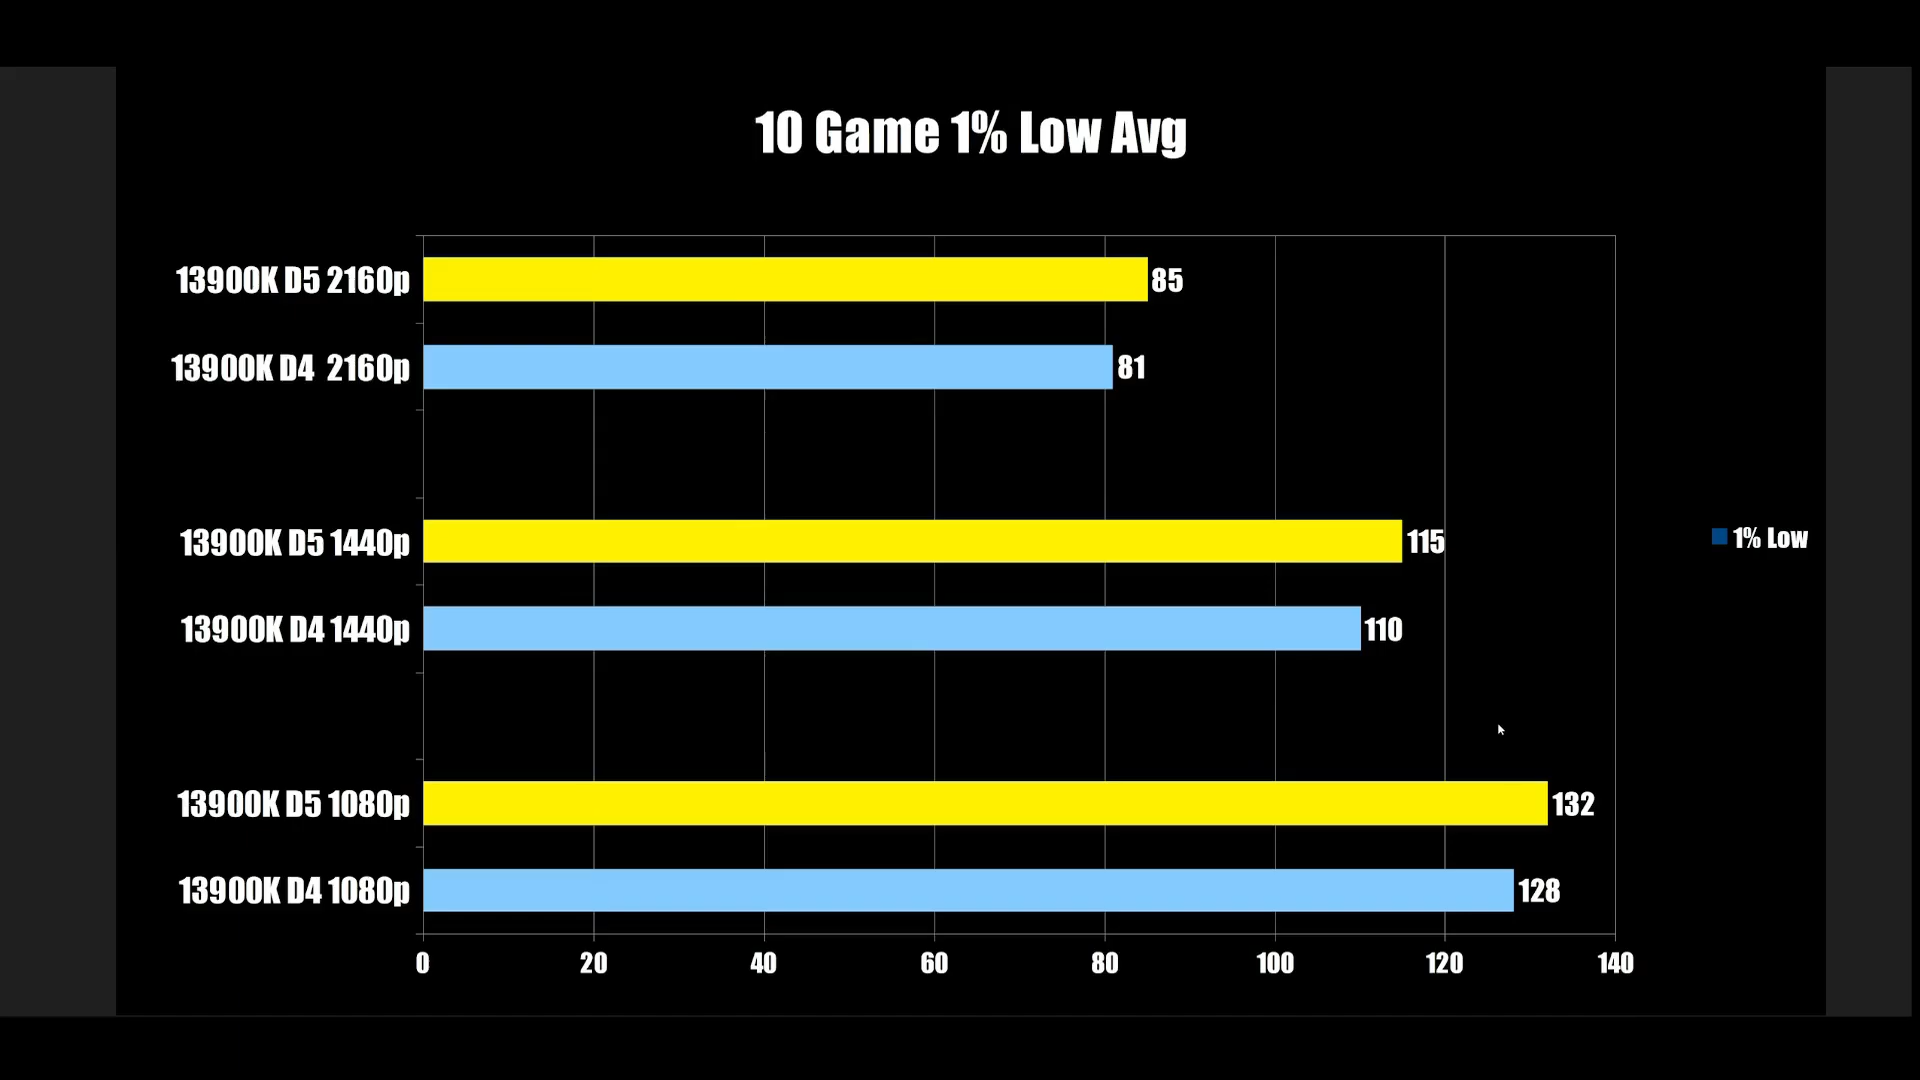 10 Game 1% Low Avg
13900K D5 2160p
85
13900K D4  2160p
81
13900K D5 1440p
115
1% Low
13900K D4 1440p
110
13900K D5 1080p
132
13900K D4 1080p
128
0 20 40 60 80 100 120 140